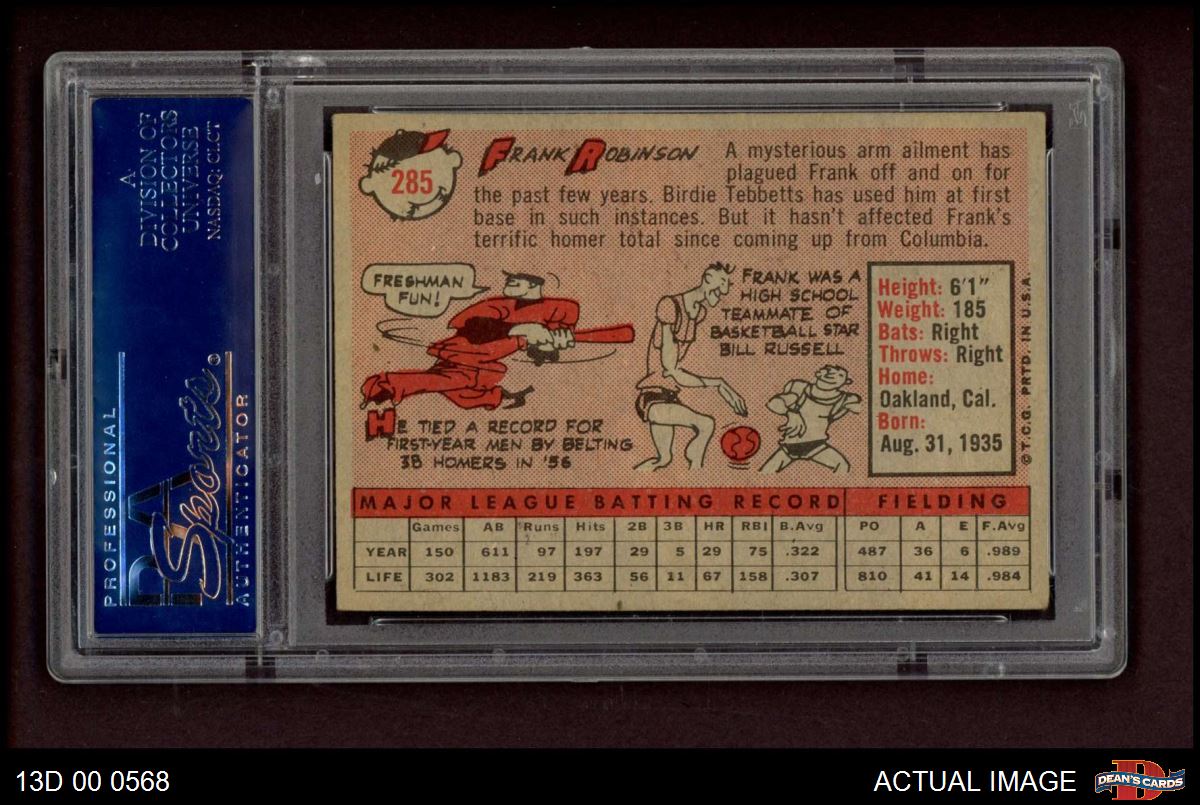 A
DIVISION OF
COLLECTORS
UNIVERSE
NASDAQ: CLCT
PROFESSIONAL
PSA
Sports®
AUTHENTICATOR
285
FRANK ROBINSON
A mysterious arm ailment has
plagued Frank off and on for
the past few years. Birdie Tebbetts has used him at first
base in such instances. But it hasn't affected Frank's
terrific homer total since coming up from Columbia.
FRESHMAN
FUN!
HE TIED A RECORD FOR
FIRST-YEAR MEN BY BELTING
38 HOMERS IN '56
FRANK WAS A
HIGH SCHOOL
TEAMMATE OF
BASKETBALL STAR
BILL RUSSELL
Height: 6'1"
Weight: 185
Bats: Right
Throws: Right
Home:
Oakland, Cal.
Born:
Aug. 31, 1935
© T.C.G. PRTD. IN U.S.A.
MAJOR LEAGUE BATTING RECORD FIELDING
Games AB Runs Hits 2B 3B HR RBI B.Avg PO A E F.Avg
YEAR 150 611 97 197 29 5 29 75 .322 487 36 6 .989
LIFE 302 1183 219 363 56 11 67 158 .307 810 41 14 .984
13D 00 0568
ACTUAL IMAGE
D
DEAN'S CARDS